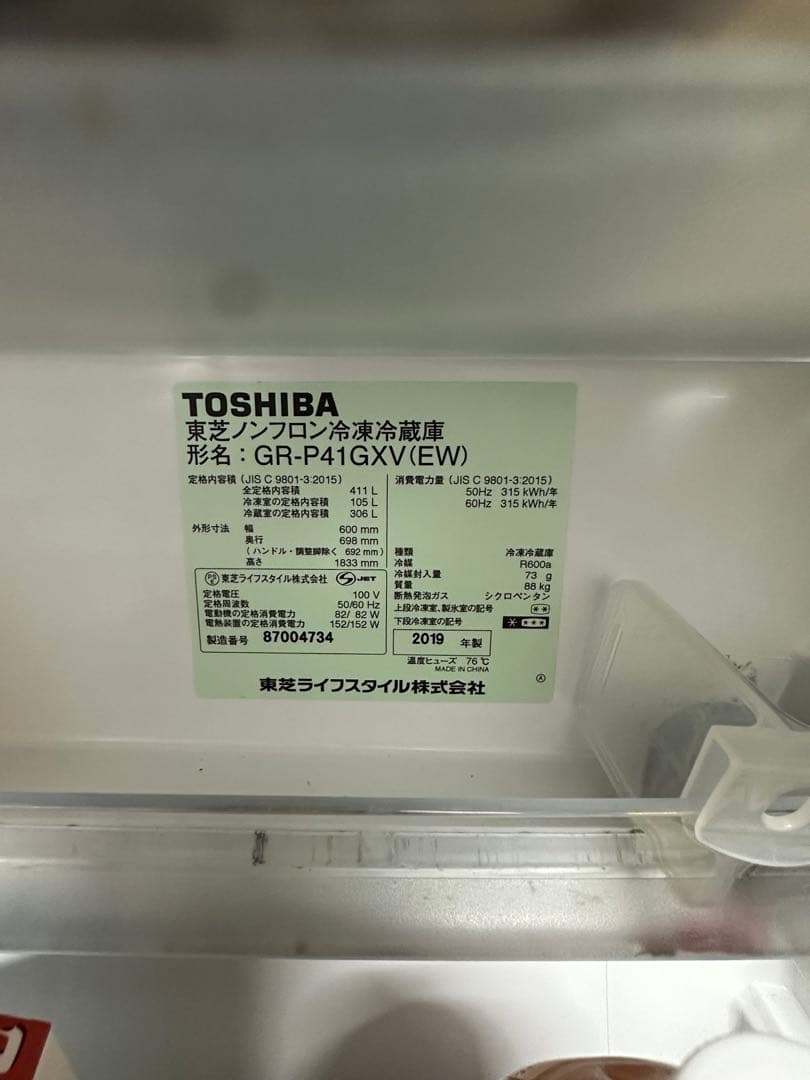 TOSHIBA
東芝ノンフロン冷凍冷蔵庫
形名：GR-P41GXV(EW)
定格内容積 (JIS C 9801-3:2015)
全定格内容積 411 L
冷凍室の定格内容積 105 L
冷蔵室の定格内容積 306 L
外形寸法 幅 600 mm
奥行 698 mm
(ハンドル・調整脚除く 692 mm)
高さ 1833 mm
東芝ライフスタイル株式会社 JET
定格電圧 100 V
定格周波数 50/60 Hz
電動機の定格消費電力 82/ 82 W
電熱装置の定格消費電力 152/152 W
製造番号 87004734
消費電力量 (JIS C 9801-3:2015)
50Hz 315 kWh/年
60Hz 315 kWh/年
種類 冷凍冷蔵庫
冷媒 R600a
冷媒封入量 73 g
質量 88 kg
断熱発泡ガス シクロペンタン
上段冷凍室、製氷室の記号 **
下段冷凍室の記号 ****
2019 年製
温度ヒューズ 76℃
MADE IN CHINA
Ⓐ
東芝ライフスタイル株式会社